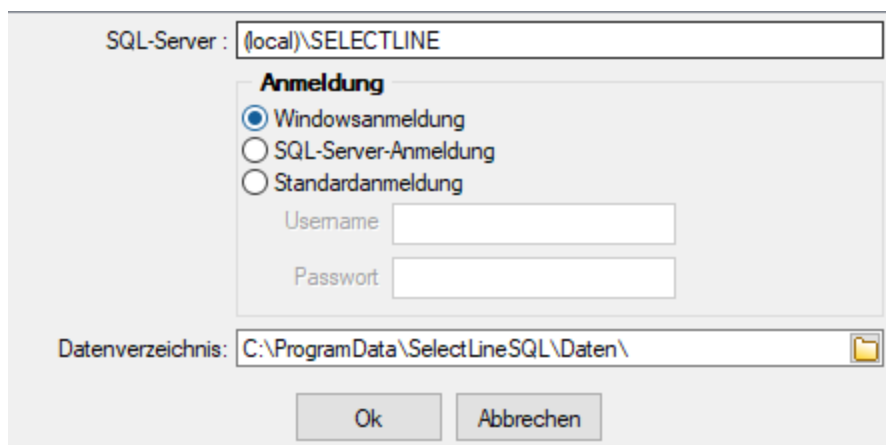 SQL-Server : (local)\SELECTLINE
Anmeldung
Windowsanmeldung
SQL-Server-Anmeldung
Standardanmeldung
Username
Passwort
Datenverzeichnis: C:\ProgramData\SelectLineSQL\Daten\
Ok Abbrechen